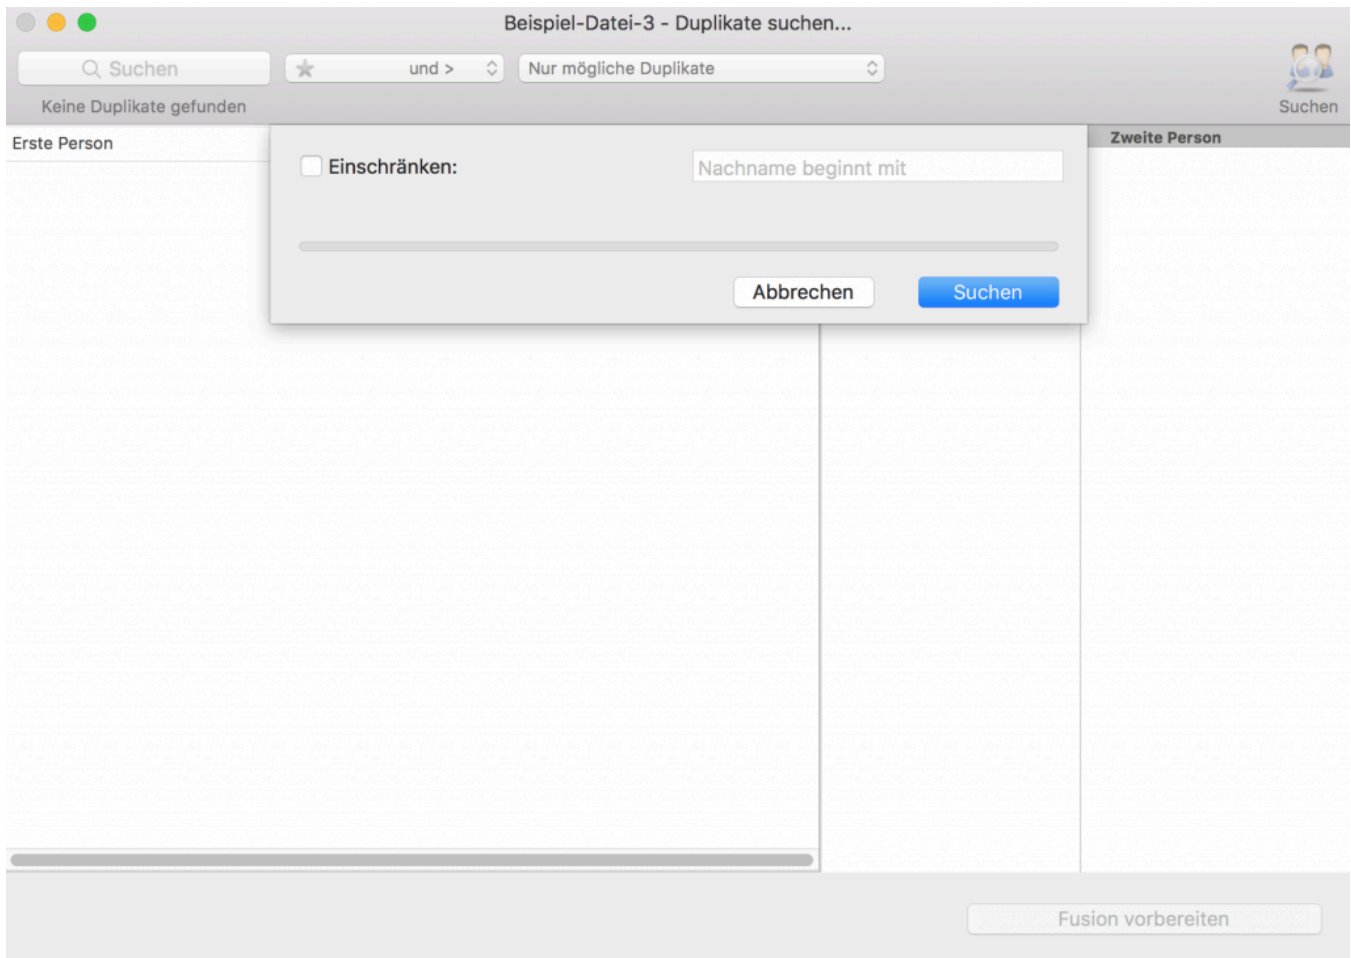 Beispiel-Datei-3 - Duplikate suchen...
Suchen
und >
Nur mögliche Duplikate
Keine Duplikate gefunden
Suchen
Erste Person
Zweite Person
Einschränken:
Nachname beginnt mit
Abbrechen
Suchen
Fusion vorbereiten